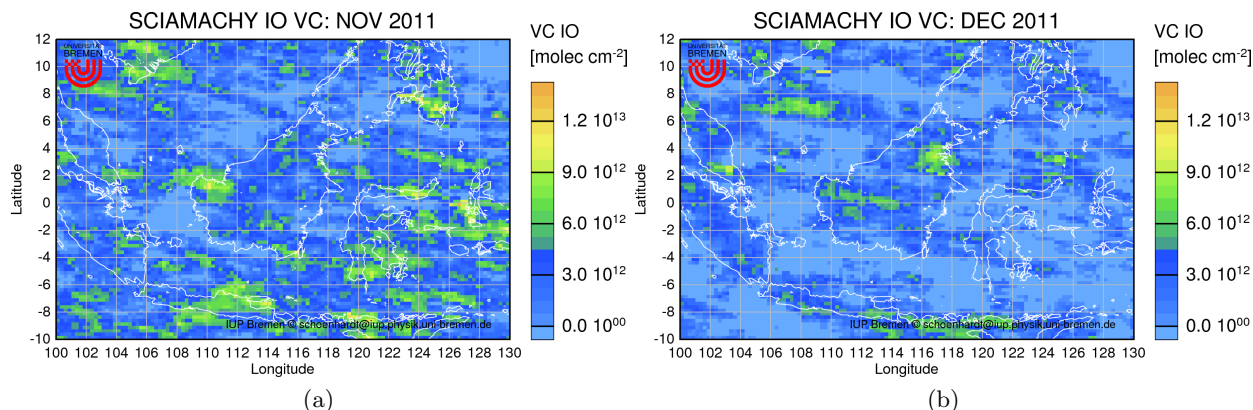 SCIAMACHY IO VC: NOV 2011
VC IO
[molec cm-2]
UNIVERSITÄT
BREMEN
12
10
8
6
4
2
0
-2
-4
-6
-8
-10
Latitude
1.2 10¹³
9.0 10¹²
6.0 10¹²
3.0 10¹²
0.0 10⁰⁰
IUP Bremen © schoenhardt@iup.physik.uni-bremen.de
100 102 104 106 108 110 112 114 116 118 120 122 124 126 130
Longitude
(a)
SCIAMACHY IO VC: DEC 2011
VC IO
[molec cm-2]
UNIVERSITÄT
BREMEN
12
10
8
6
4
2
0
-2
-4
-6
-8
-10
Latitude
1.2 10¹³
9.0 10¹²
6.0 10¹²
3.0 10¹²
0.0 10⁰⁰
IUP Bremen © schoenhardt@iup.physik.uni-bremen.de
100 102 104 106 108 110 112 114 116 118 120 122 124 126 130
Longitude
(b)